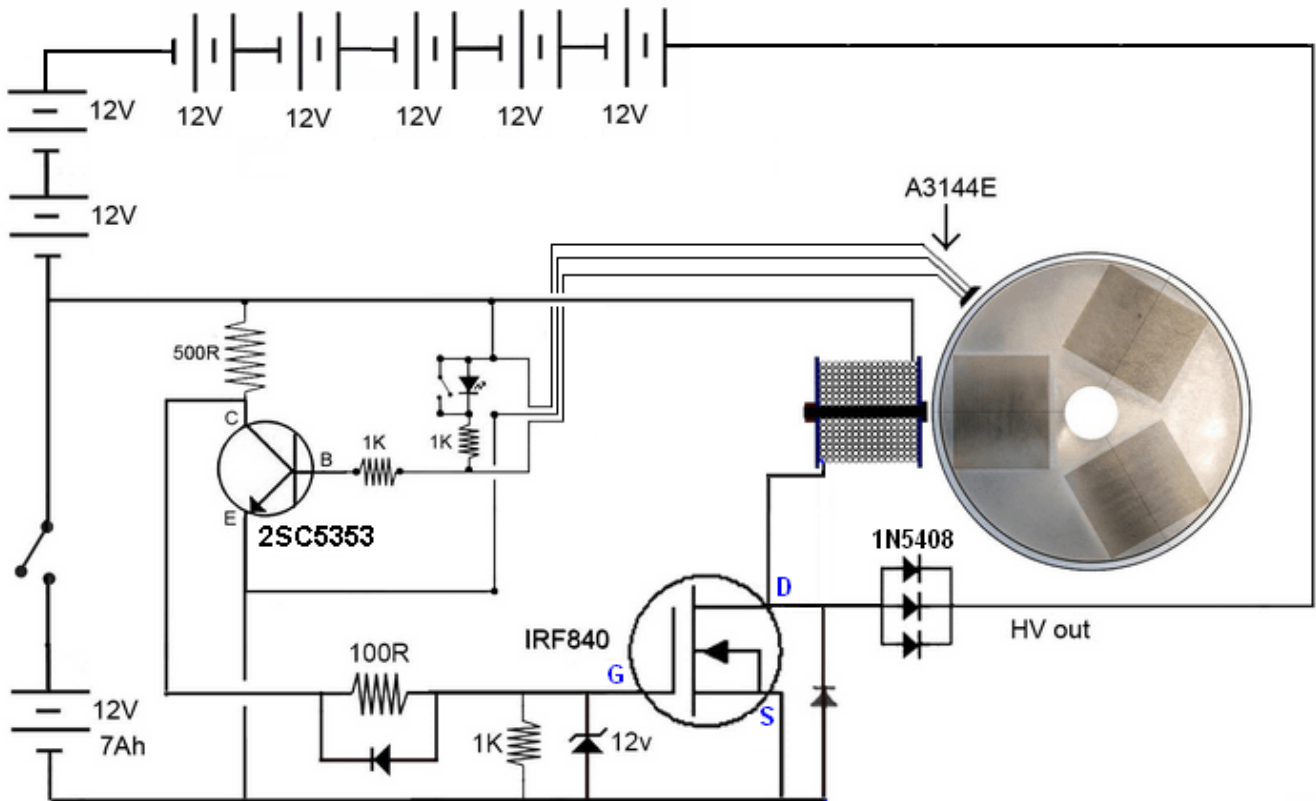 12V
12V
12V
12V
12V
12V
12V
A3144E
500R
C
1K
1K
B
E
2SC5353
1N5408
D
IRF840
HV out
100R
G
S
12V
7Ah
1K
12v